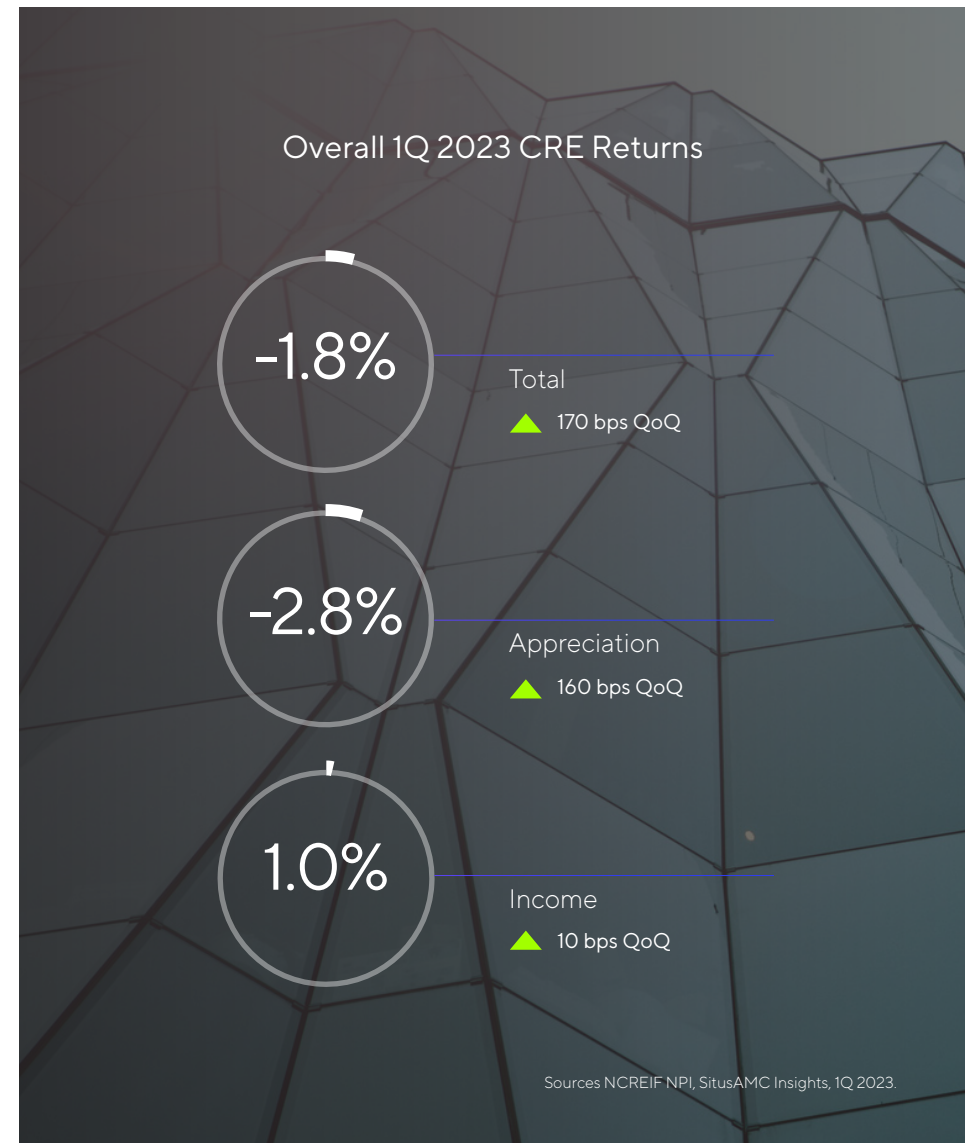 Overall 1Q 2023 CRE Returns
-1.8%
Total
170 bps QoQ
-2.8%
Appreciation
160 bps QoQ
1.0%
Income
10 bps QoQ
Sources NCREIF NPI, SitusAMC Insights, 1Q 2023.